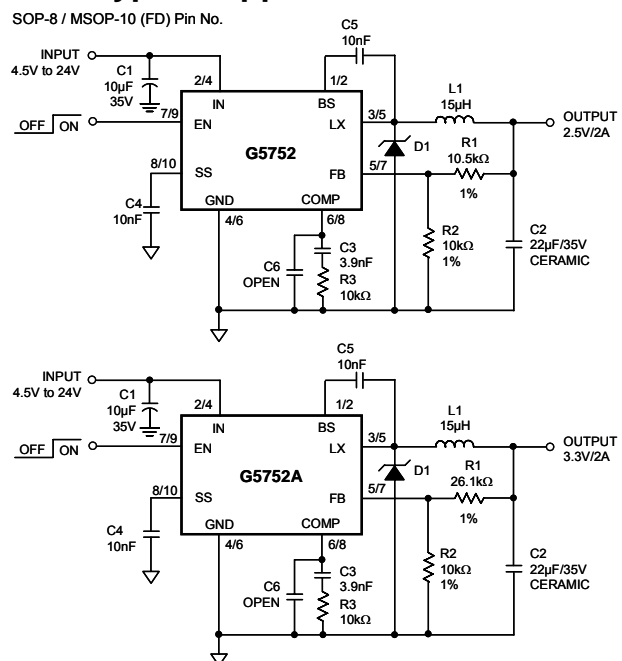 SOP-8 / MSOP-10 (FD) Pin No.
C5
10nF
INPUT
4.5V to 24V
C1
10µF
35V
2/4
1/2
L1
15µH
IN
BS
OFF
ON
7/9
EN
LX
3/5
OUTPUT
2.5V/2A
G5752
D1
R1
10.5kΩ
1%
8/10
SS
FB
5/7
C4
10nF
GND
COMP
4/6
6/8
R2
10kΩ
1%
C2
22µF/35V
CERAMIC
C3
3.9nF
C6
OPEN
R3
10kΩ
C5
10nF
INPUT
4.5V to 24V
C1
10µF
35V
2/4
1/2
L1
15µH
IN
BS
OFF
ON
7/9
EN
LX
3/5
OUTPUT
3.3V/2A
G5752A
D1
R1
26.1kΩ
1%
8/10
SS
FB
5/7
C4
10nF
GND
COMP
4/6
6/8
R2
10kΩ
1%
C2
22µF/35V
CERAMIC
C3
3.9nF
C6
OPEN
R3
10kΩ